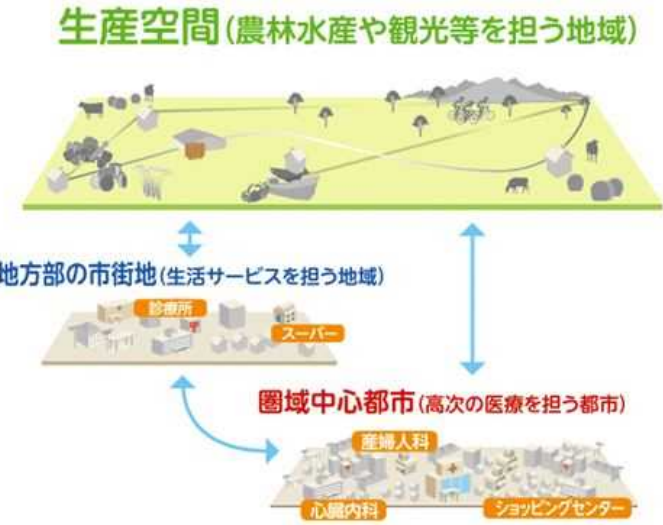 生産空間(農林水産や観光等を担う地域)
地方部の市街地(生活サービスを担う地域)
診療所
スーパー
圏域中心都市(高次の医療を担う都市)
産婦人科
心臓内科
ショッピングセンター